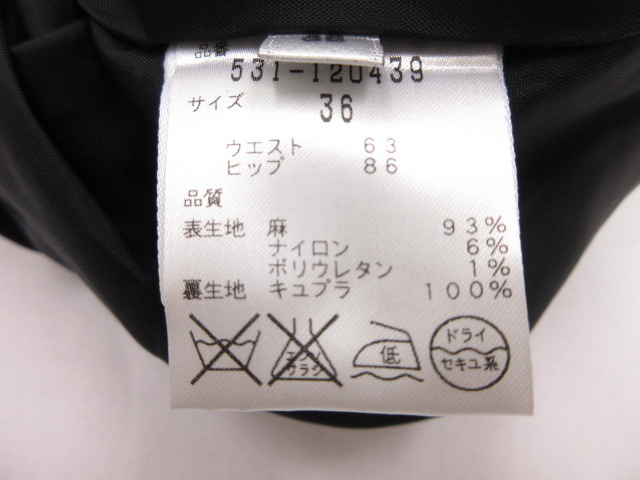 品番
531-120439
サイズ 36
ウエスト 63
ヒップ 86
品質
表生地 麻 93%
ナイロン 6%
ポリウレタン 1%
裏生地 キュプラ 100%
エンソ
サラシ
低
ドライ
セキユ系